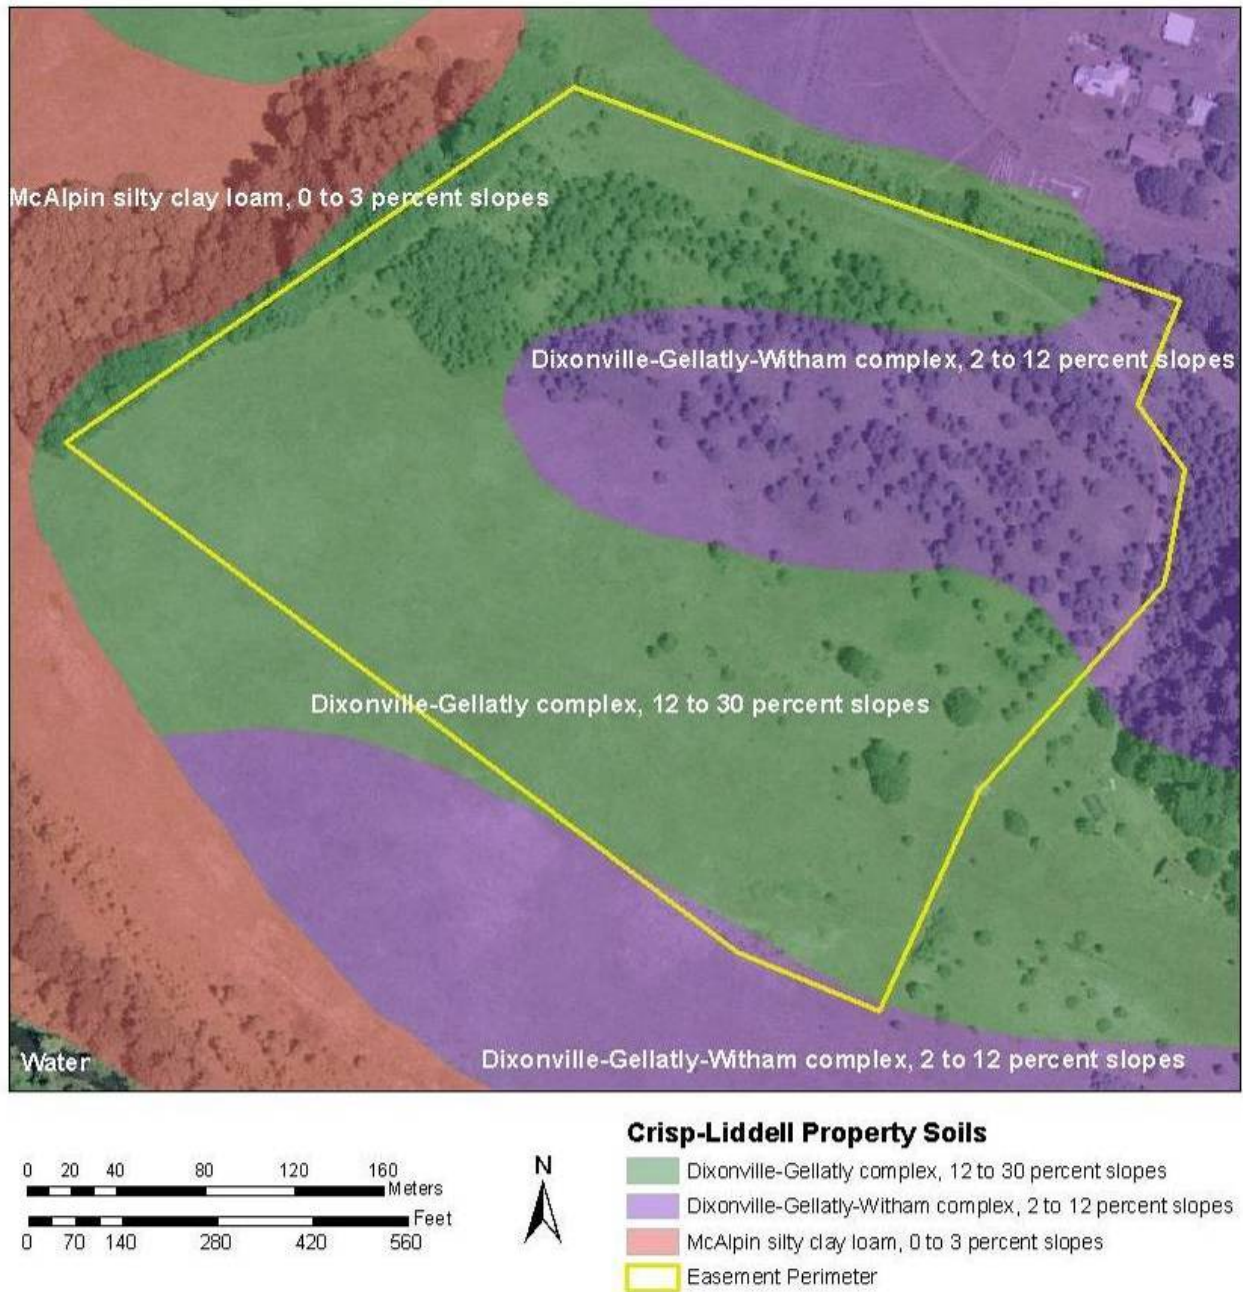 McAlpin silty clay loam, 0 to 3 percent slopes
Dixonville-Gellatly-Witham complex, 2 to 12 percent slopes
Dixonville-Gellatly complex, 12 to 30 percent slopes
Water
Dixonville-Gellatly-Witham complex, 2 to 12 percent slopes
0 20 40 80 120 160
Meters
Feet
0 70 140 280 420 560
N
Crisp-Liddell Property Soils
Dixonville-Gellatly complex, 12 to 30 percent slopes
Dixonville-Gellatly-Witham complex, 2 to 12 percent slopes
McAlpin silty clay loam, 0 to 3 percent slopes
Easement Perimeter